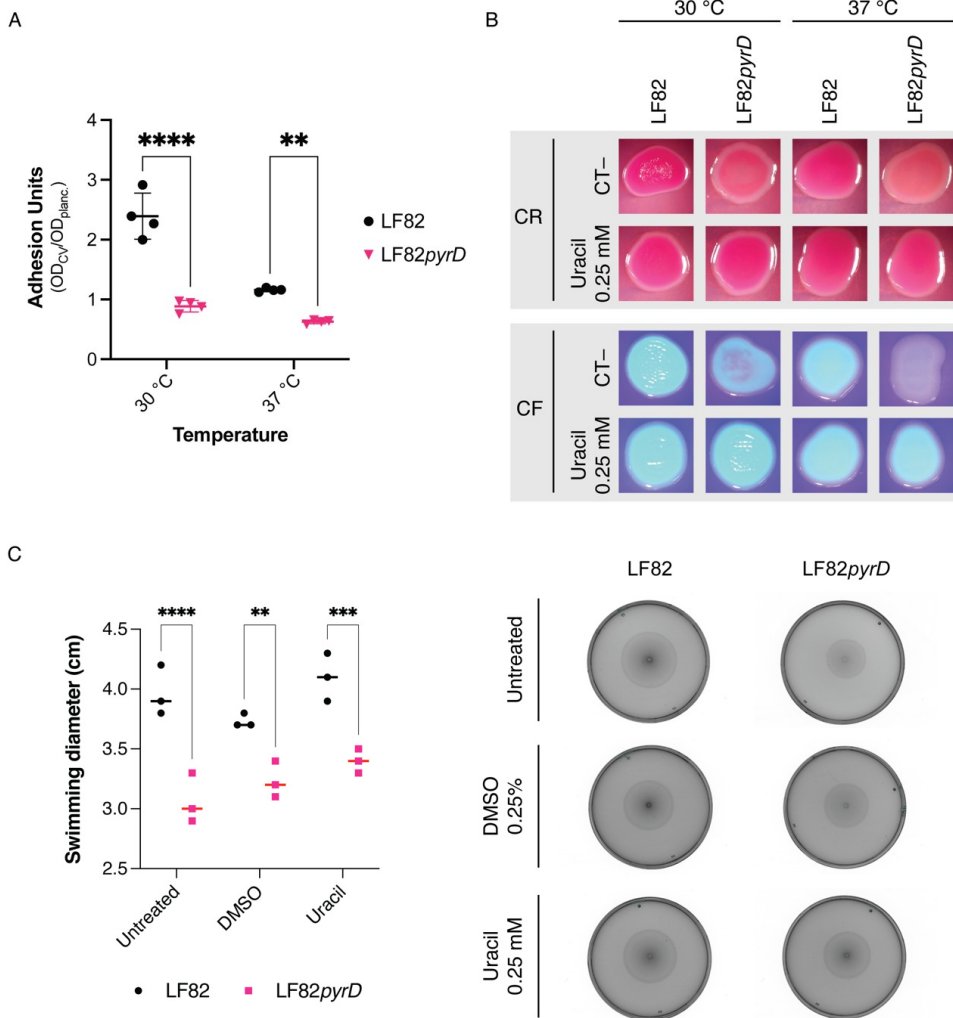 A
Adhesion Units
(OD_CV/OD_planc.)
4
3
2
1
0
****
**
30 °C
37 °C
Temperature
LF82
LF82pyrD
B
30 °C
37 °C
LF82
LF82pyrD
LF82
LF82pyrD
CR
CT–
Uracil
0.25 mM
CF
CT–
Uracil
0.25 mM
C
Swimming diameter (cm)
4.5
4.0
3.5
3.0
2.5
****
**
***
Untreated
DMSO
Uracil
LF82
LF82pyrD
LF82
LF82pyrD
Untreated
DMSO
0.25%
Uracil
0.25 mM